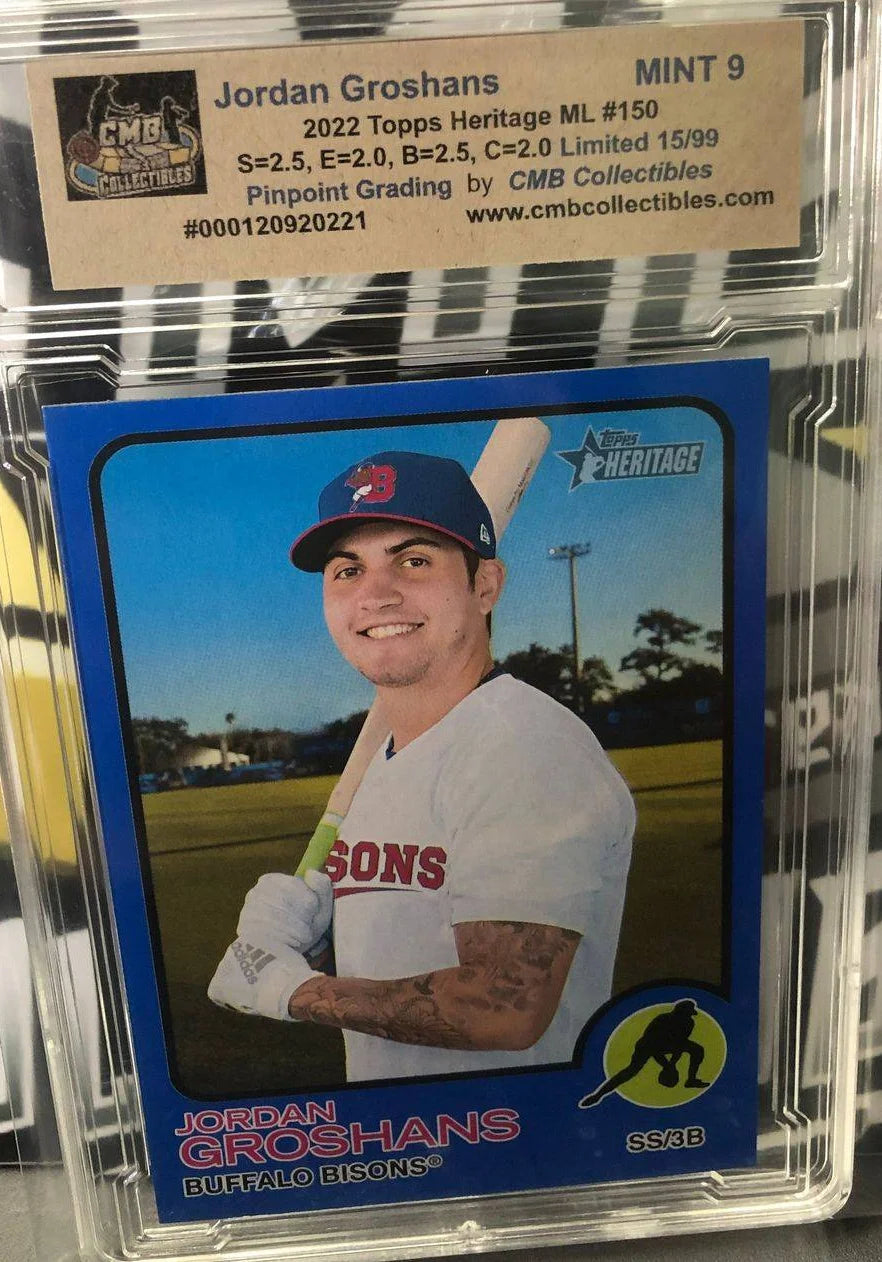 Jordan Groshans
MINT 9
2022 Topps Heritage ML #150
S=2.5, E=2.0, B=2.5, C=2.0 Limited 15/99
Pinpoint Grading by CMB Collectibles
#000120920221
www.cmbcollectibles.com
CMB
COLLECTIBLES
Topps
HERITAGE
B
SONS
adidas
JORDAN
GROSHANS
SS/3B
BUFFALO BISONS®